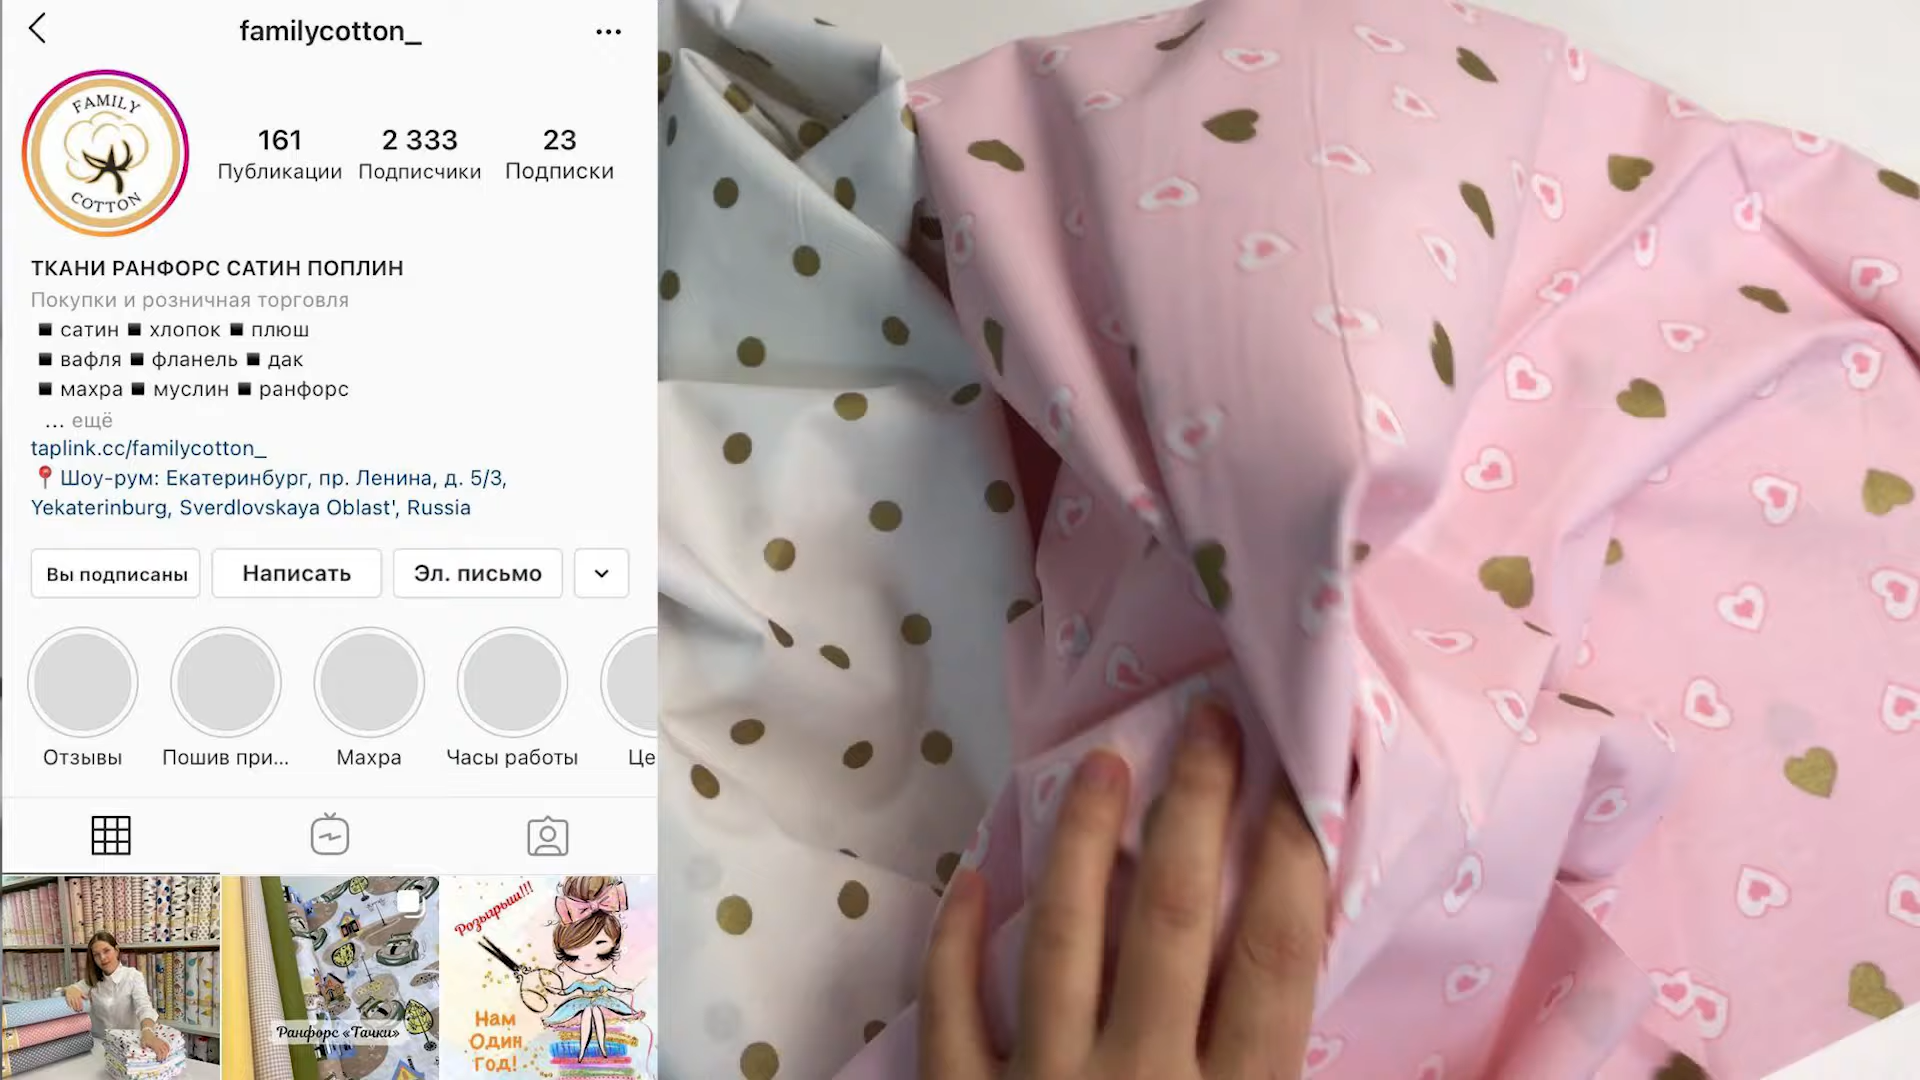 familycotton_
FAMILY
COTTON
161
Публикации
2 333
Подписчики
23
Подписки
ТКАНИ РАНФОРС САТИН ПОПЛИН
Покупки и розничная торговля
сатин ◾ хлопок ◾ плюш
вафля ◾ фланель ◾ дак
махра ◾ муслин ◾ ранфорс
... ещё
taplink.cc/familycotton_
Шоу-рум: Екатеринбург, пр. Ленина, д. 5/3,
Yekaterinburg, Sverdlovskaya Oblast', Russia
Вы подписаны
Написать
Эл. письмо
Отзывы
Пошив при...
Махра
Часы работы
Це
Ранфорс «Тачки»
Розыгрыш!!!
Нам
Один
Год!